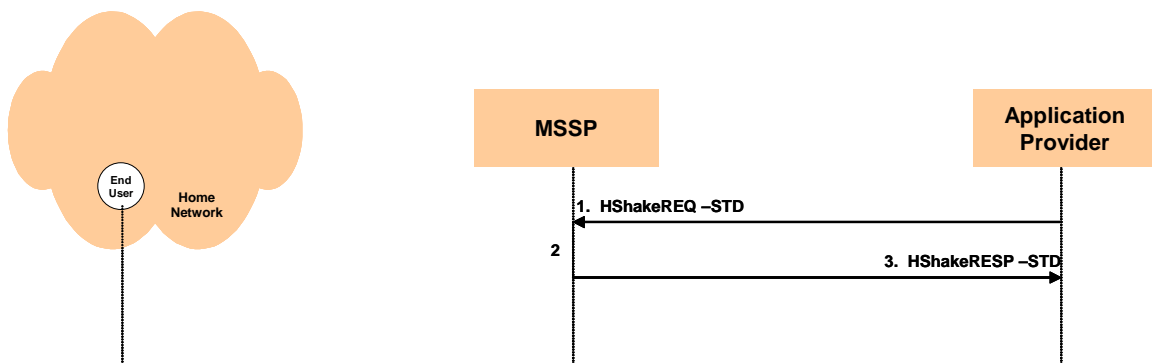 MSSP
Application
Provider
End
User
Home
Network
1. HShakeREQ –STD
2
3. HShakeRESP –STD